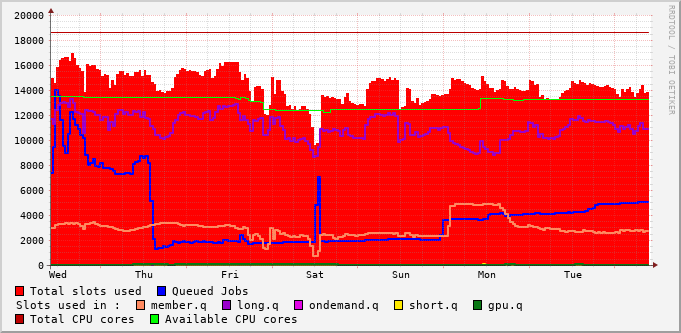 20000
18000
16000
14000
12000
10000
8000
6000
4000
2000
0
Wed Thu Fri Sat Sun Mon Tue
RRDTOOL / TOBI OETIKER
Total slots used Queued Jobs
Slots used in : member.q long.q ondemand.q short.q gpu.q
Total CPU cores Available CPU cores